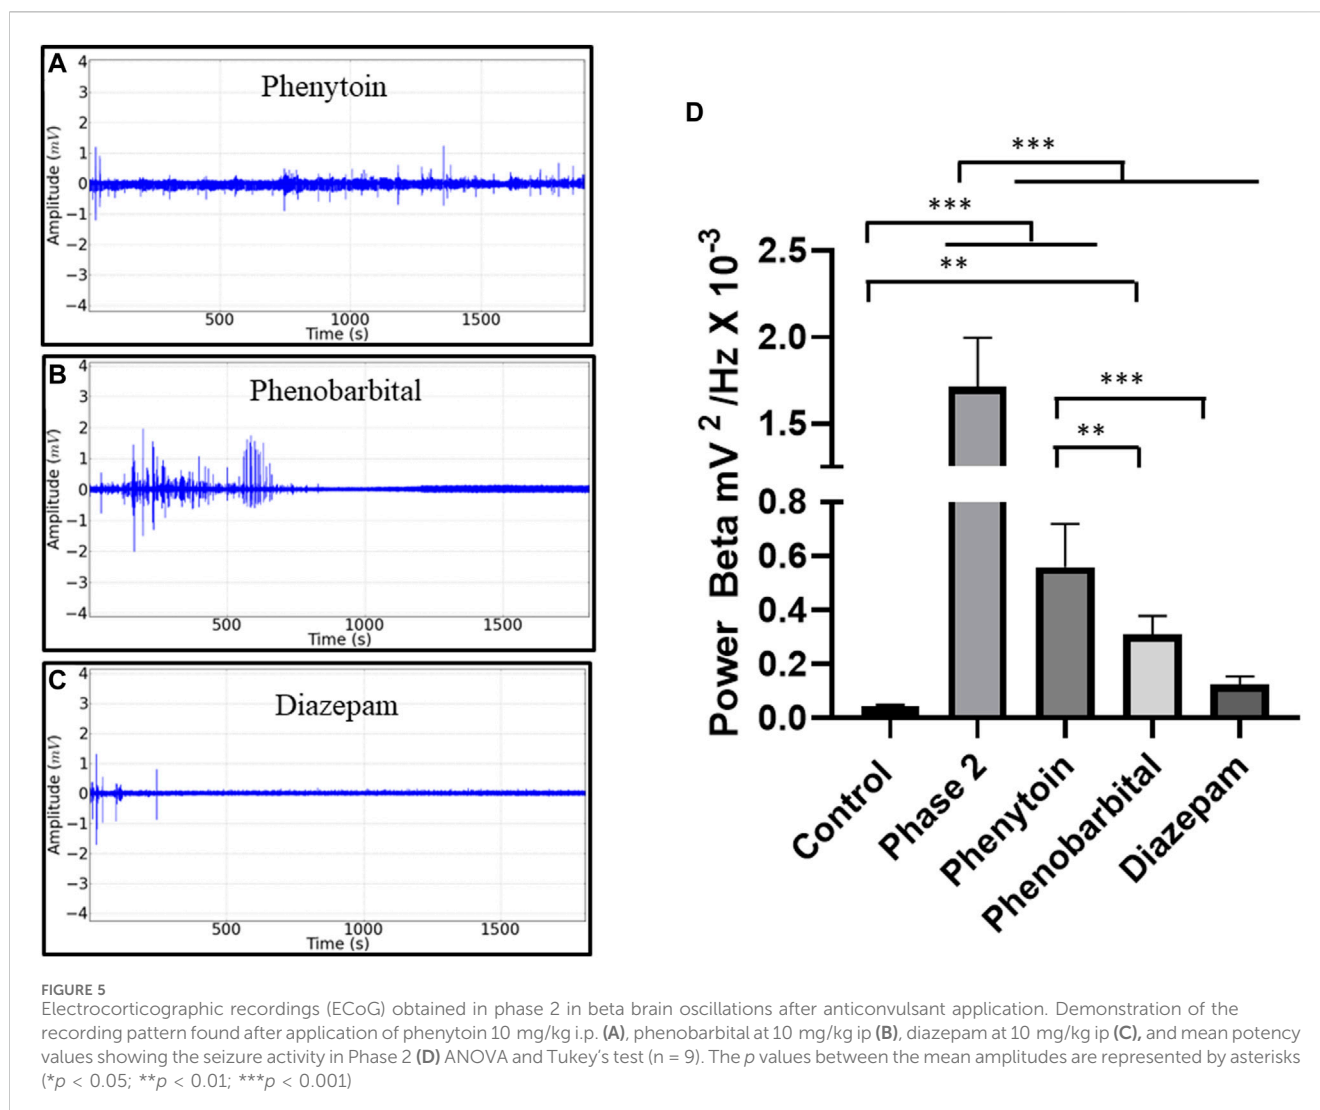 A
Phenytoin
4
3
2
1
0
−1
−2
−3
−4
Amplitude (mV)
500 1000 1500
Time (s)
B
Phenobarbital
4
3
2
1
0
−1
−2
−3
−4
Amplitude (mV)
500 1000 1500
Time (s)
C
Diazepam
4
3
2
1
0
−1
−2
−3
−4
Amplitude (mV)
500 1000 1500
Time (s)
D
***
***
**
***
**
Power Beta mV 2 /Hz X 10-3
2.5
2.0
1.5
0.8
0.6
0.4
0.2
0.0
Control
Phase 2
Phenytoin
Phenobarbital
Diazepam
FIGURE 5
Electrocorticographic recordings (ECoG) obtained in phase 2 in beta brain oscillations after anticonvulsant application. Demonstration of the
recording pattern found after application of phenytoin 10 mg/kg i.p. (A), phenobarbital at 10 mg/kg ip (B), diazepam at 10 mg/kg ip (C), and mean potency
values showing the seizure activity in Phase 2 (D) ANOVA and Tukey’s test (n = 9). The p values between the mean amplitudes are represented by asterisks
(*p < 0.05; **p < 0.01; ***p < 0.001)